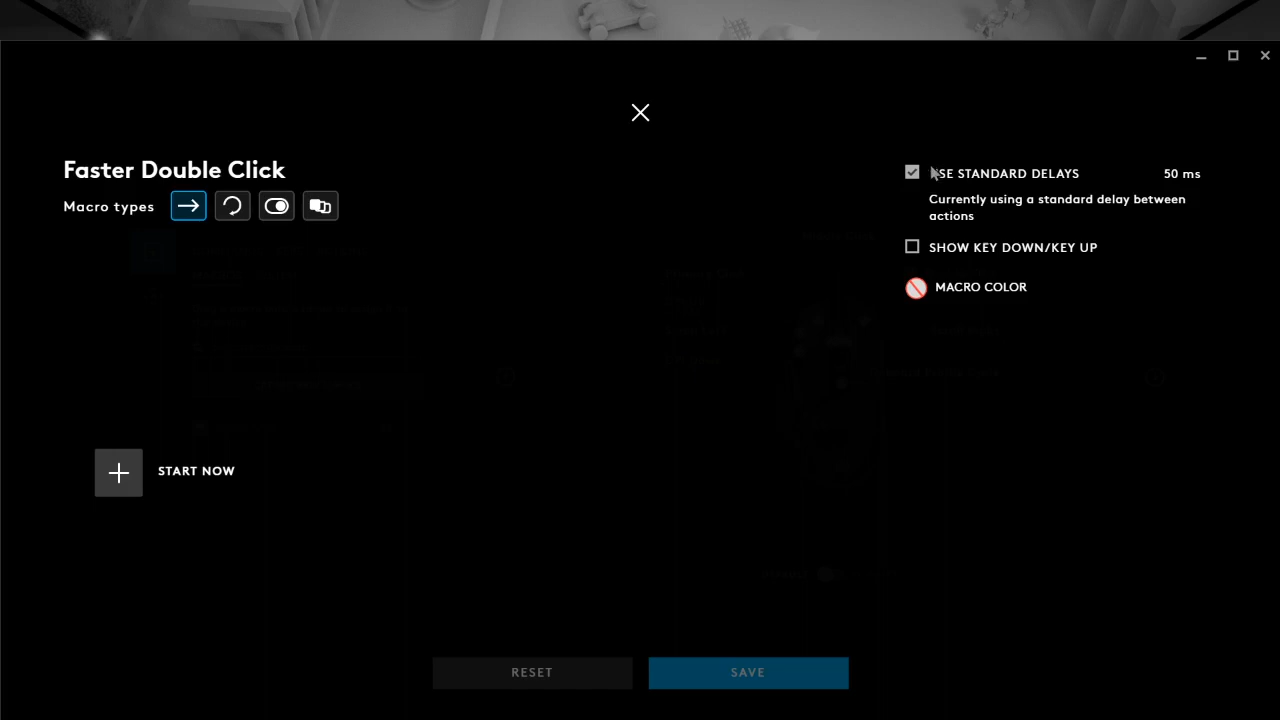 Faster Double Click
Macro types
SE STANDARD DELAYS 50 ms
Currently using a standard delay between
actions
SHOW KEY DOWN/KEY UP
MACRO COLOR
START NOW
RESET
SAVE